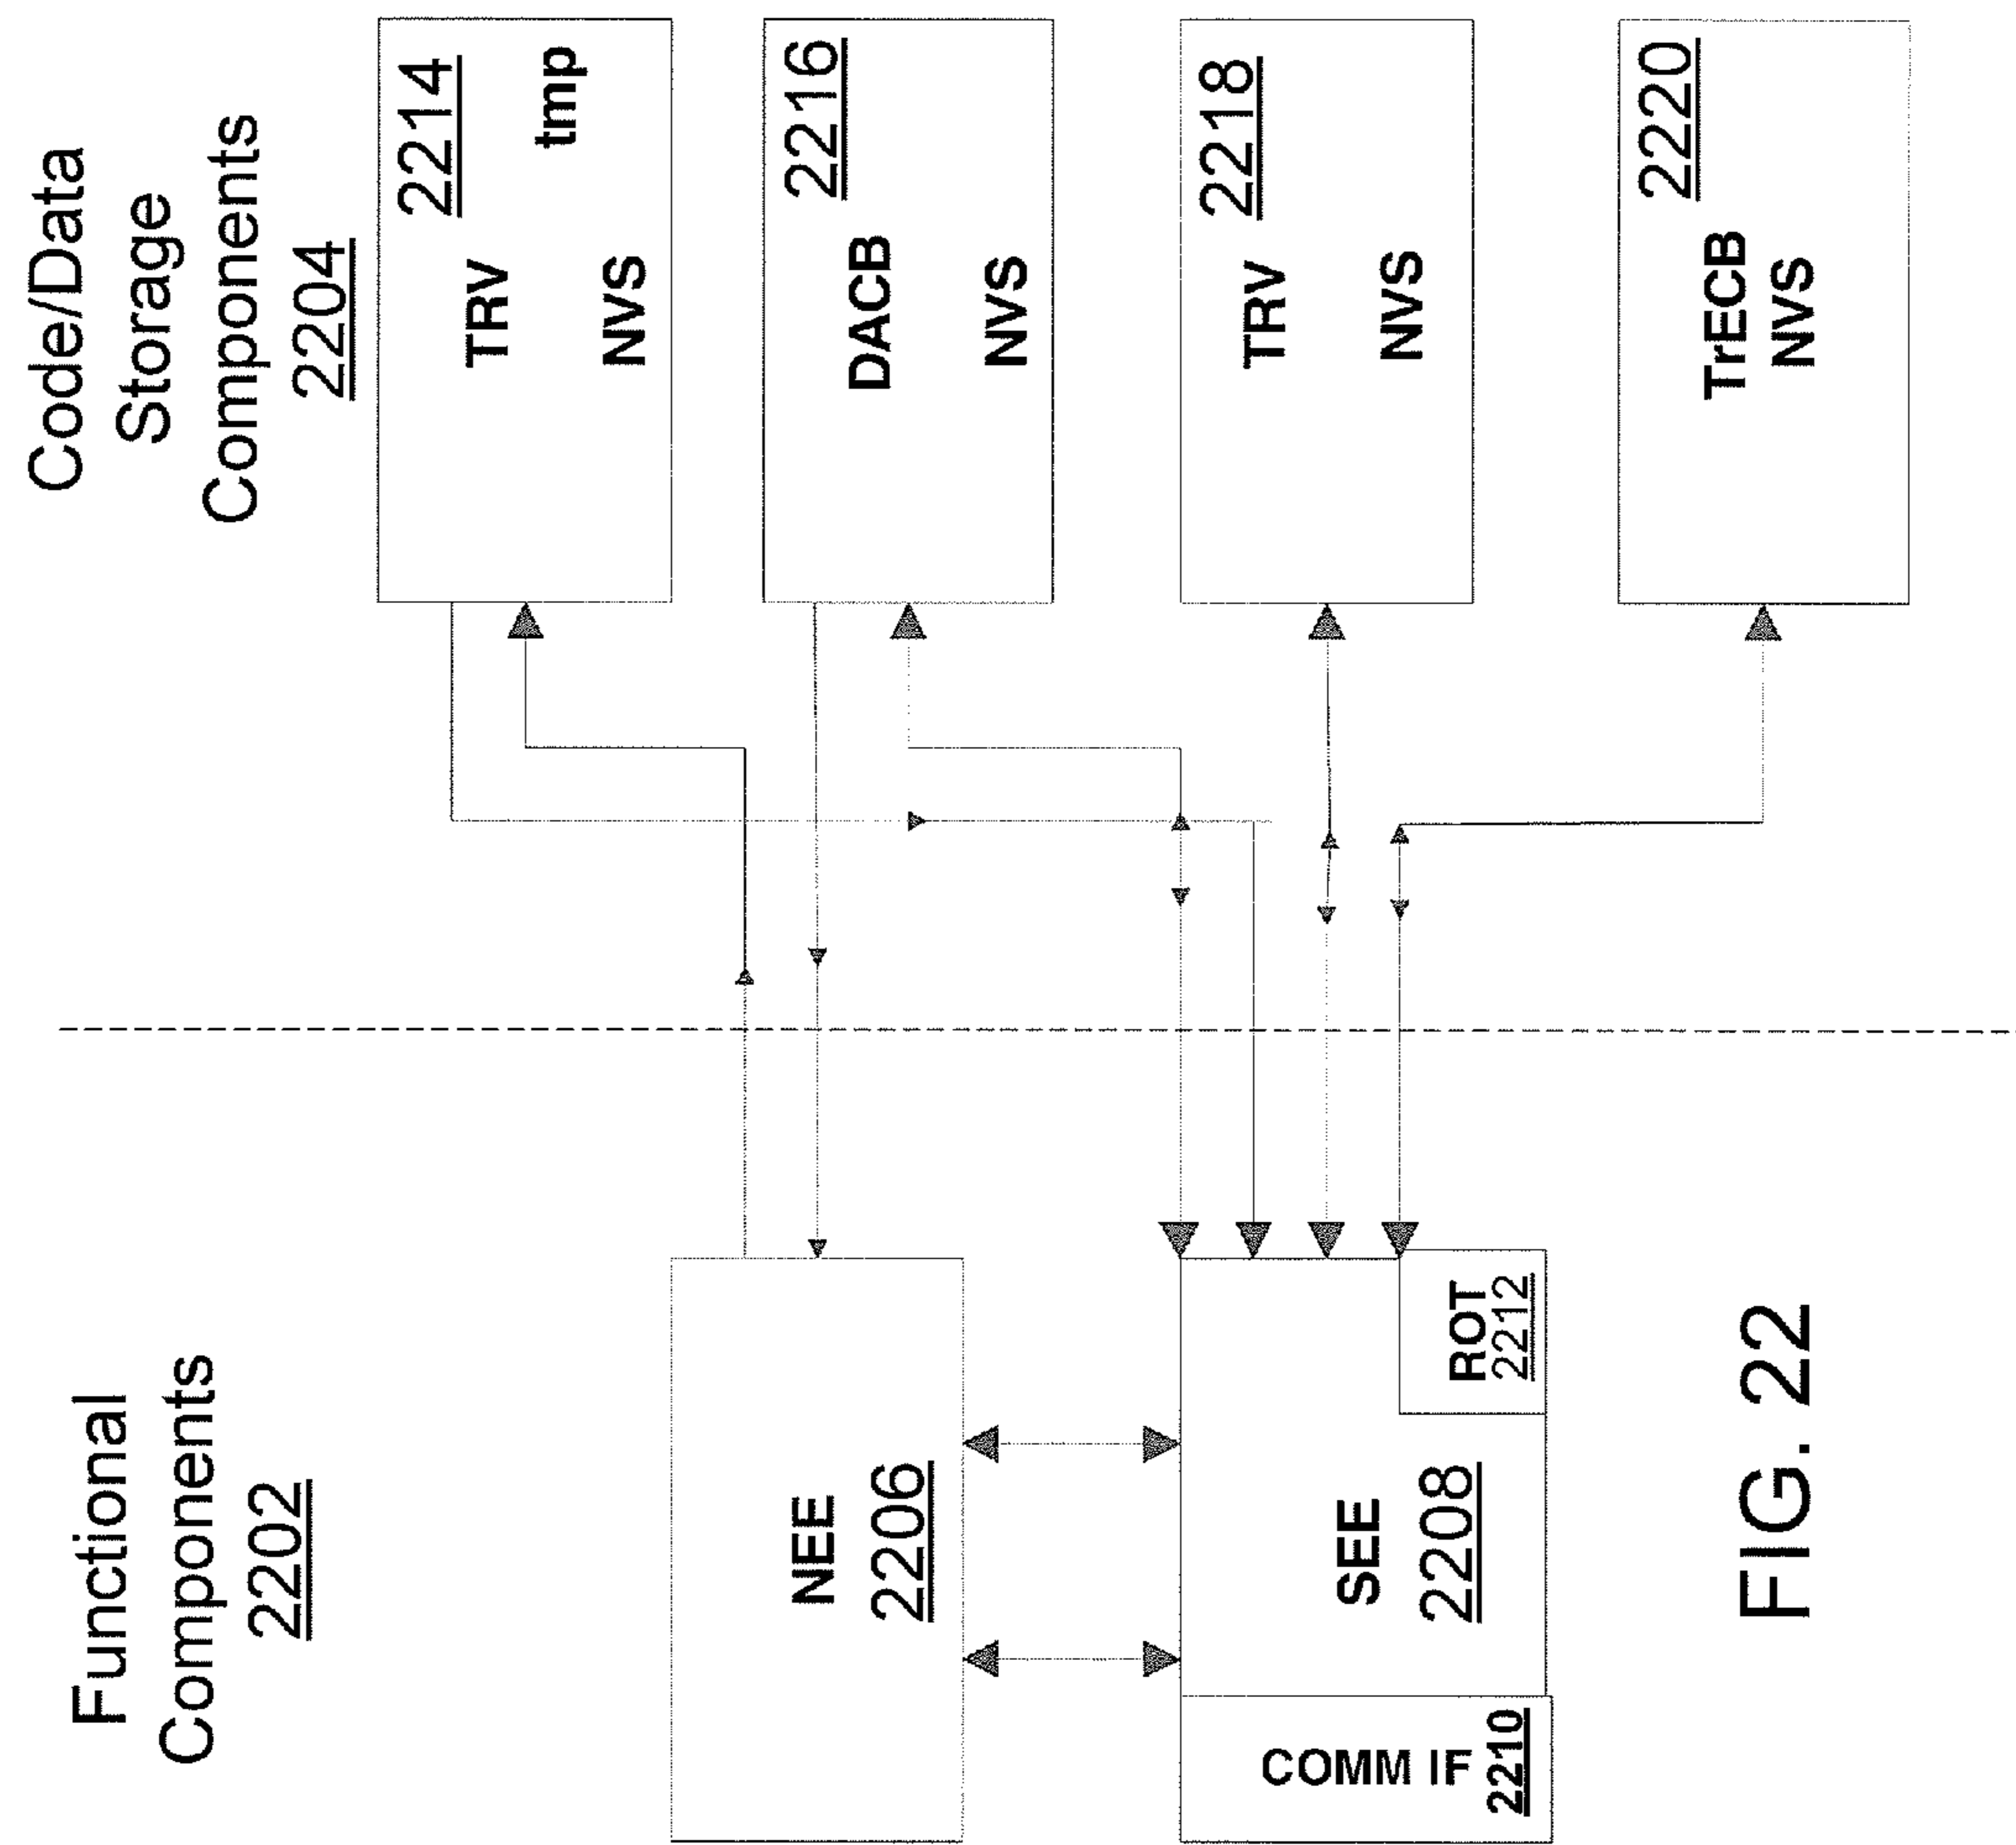 Functional
Components
2202
Code/Data
Storage
Components
2204
NEE
2206
SEE
2208
COMM IF
2210
ROT
2212
2214
TRV
tmp
NVS
2216
DACB
NVS
2218
TRV
NVS
2220
TrECB
NVS
FIG. 22